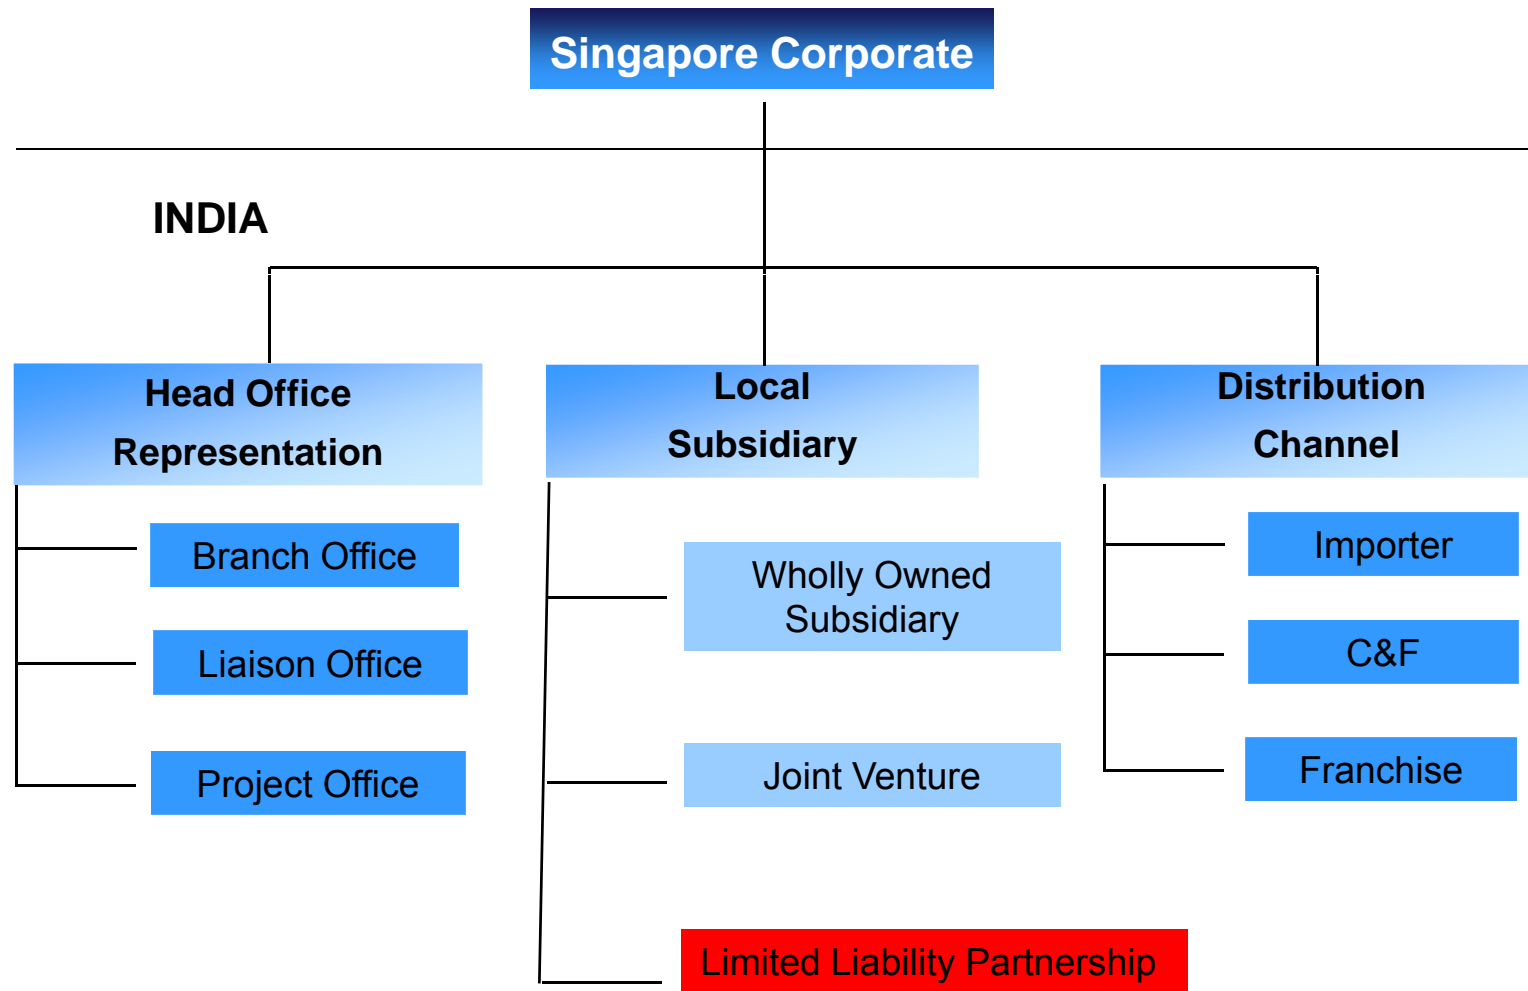 Singapore Corporate
INDIA
Head Office
Representation
Branch Office
Liaison Office
Project Office
Local
Subsidiary
Wholly Owned
Subsidiary
Joint Venture
Limited Liability Partnership
Distribution
Channel
Importer
C&F
Franchise